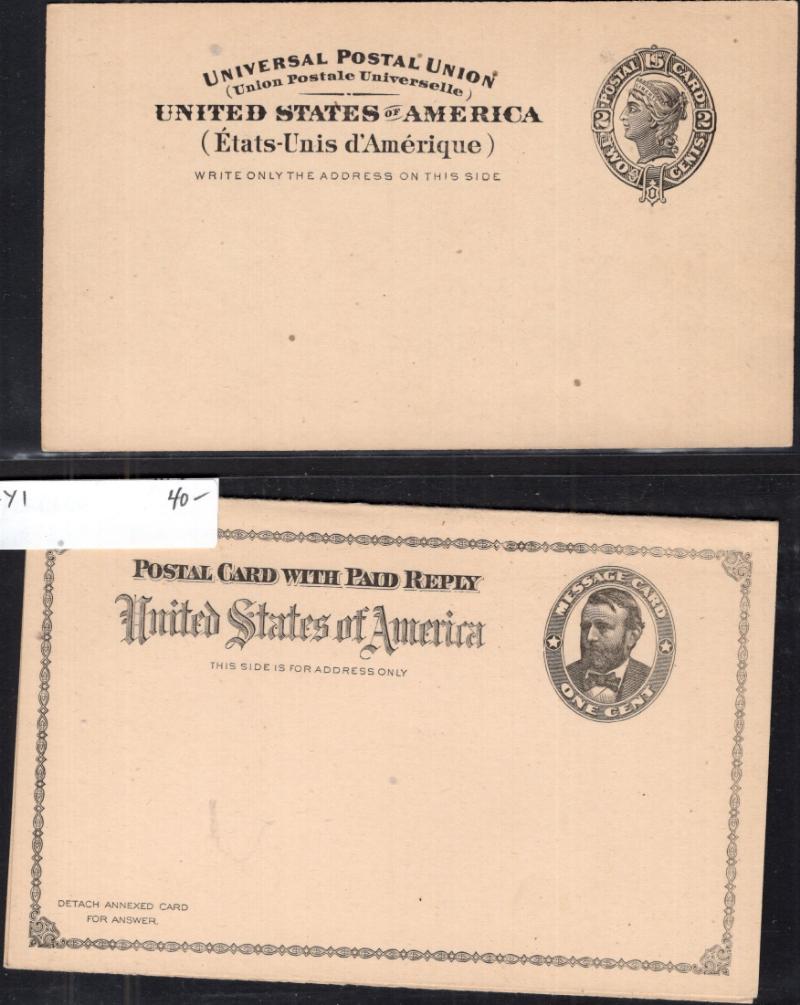 UNIVERSAL POSTAL UNION
(Union Postale Universelle)
UNITED STATES OF AMERICA
(États-Unis d'Amérique)
WRITE ONLY THE ADDRESS ON THIS SIDE
U S
POSTAL CARD
2 2
TWO CENTS
-Y1 40-
POSTAL CARD WITH PAID REPLY
United States of America
THIS SIDE IS FOR ADDRESS ONLY
MESSAGE CARD
ONE CENT
DETACH ANNEXED CARD
FOR ANSWER.